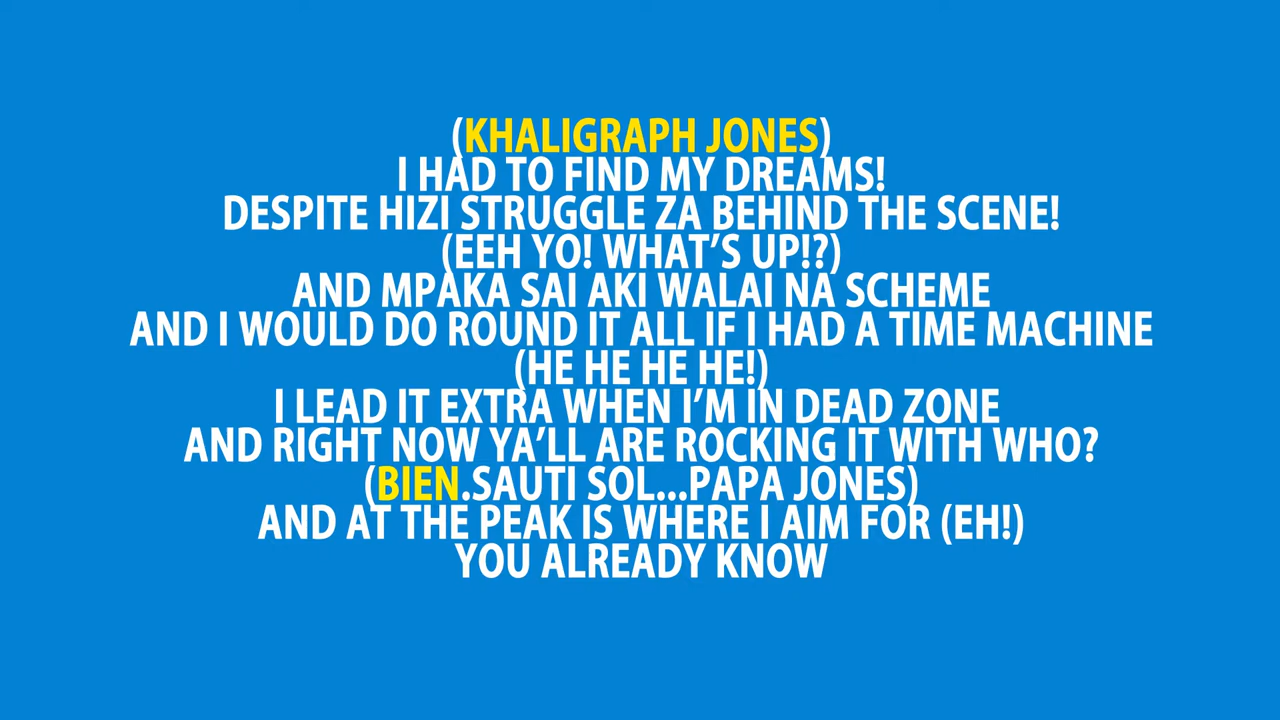 (KHALIGRAPH JONES)
I HAD TO FIND MY DREAMS!
DESPITE HIZI STRUGGLE ZA BEHIND THE SCENE!
(EEH YO! WHAT'S UP!?)
AND MPAKA SAI AKI WALAI NA SCHEME
AND I WOULD DO ROUND IT ALL IF I HAD A TIME MACHINE
(HE HE HE HE!)
I LEAD IT EXTRA WHEN I'M IN DEAD ZONE
AND RIGHT NOW YA'LL ARE ROCKING IT WITH WHO?
(BIEN.SAUTI SOL...PAPA JONES)
AND AT THE PEAK IS WHERE I AIM FOR (EH!)
YOU ALREADY KNOW